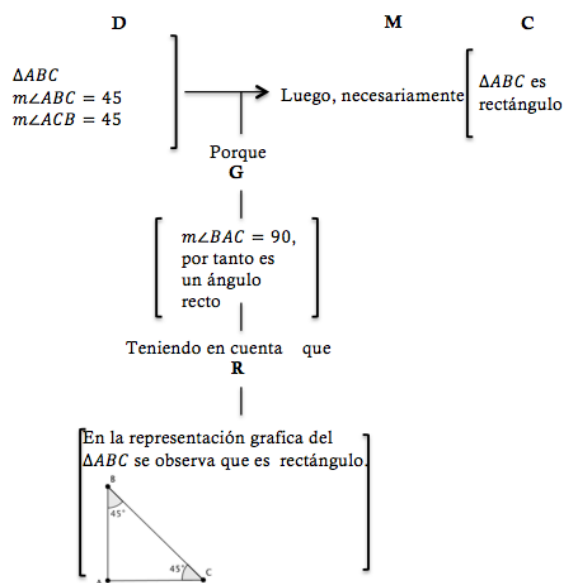 D
M
C
ΔABC
m∠ABC = 45
m∠ACB = 45
Luego, necesariamente
ΔABC es
rectángulo
Porque
G
m∠BAC = 90,
por tanto es
un ángulo
recto
Teniendo en cuenta que
R
En la representación grafica del
ΔABC se observa que es rectángulo.
B
45°
45°
C
A